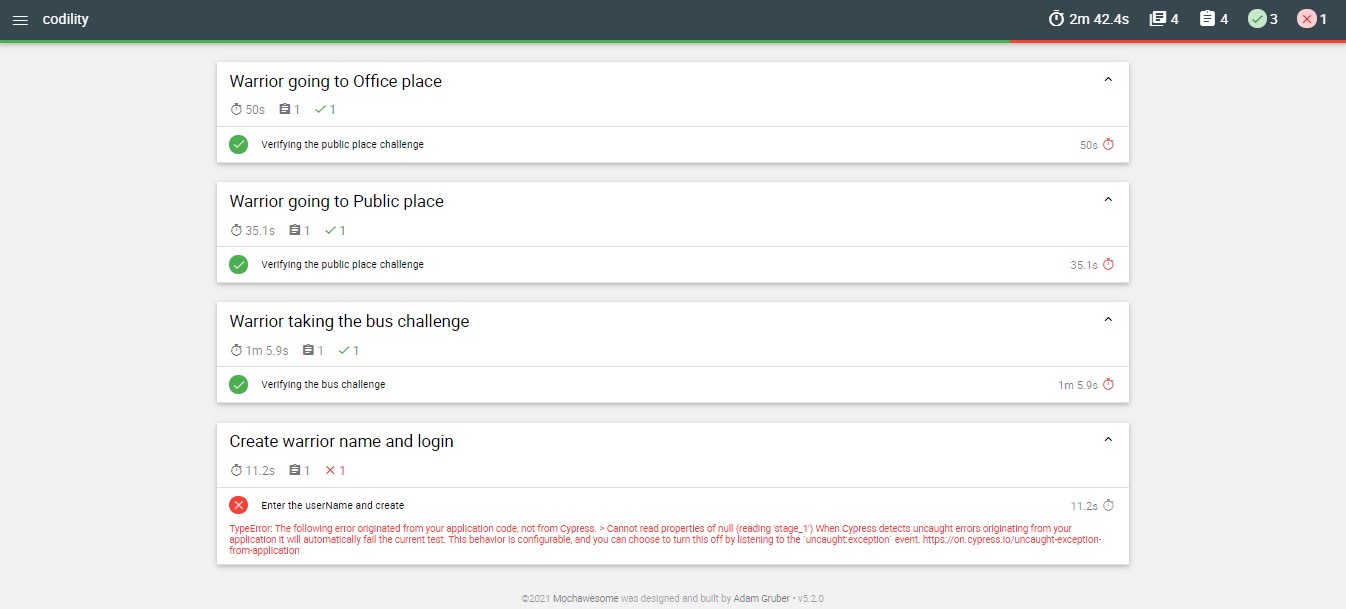 codility 2m 42.4s 4 4 3 1
Warrior going to Office place
50s 1 1
Verifying the public place challenge 50s
Warrior going to Public place
35.1s 1 1
Verifying the public place challenge 35.1s
Warrior taking the bus challenge
1m 5.9s 1 1
Verifying the bus challenge 1m 5.9s
Create warrior name and login
11.2s 1 1
Enter the userName and create 11.2s
TypeError: The following error originated from your application code, not from Cypress. > Cannot read properties of null (reading 'stage_1') When Cypress detects uncaught errors originating from your
application it will automatically fail the current test. This behavior is configurable, and you can choose to turn this off by listening to the `uncaught:exception` event. https://on.cypress.io/uncaught-exception-
from-application
©2021 Mochawesome was designed and built by Adam Gruber • v5.2.0